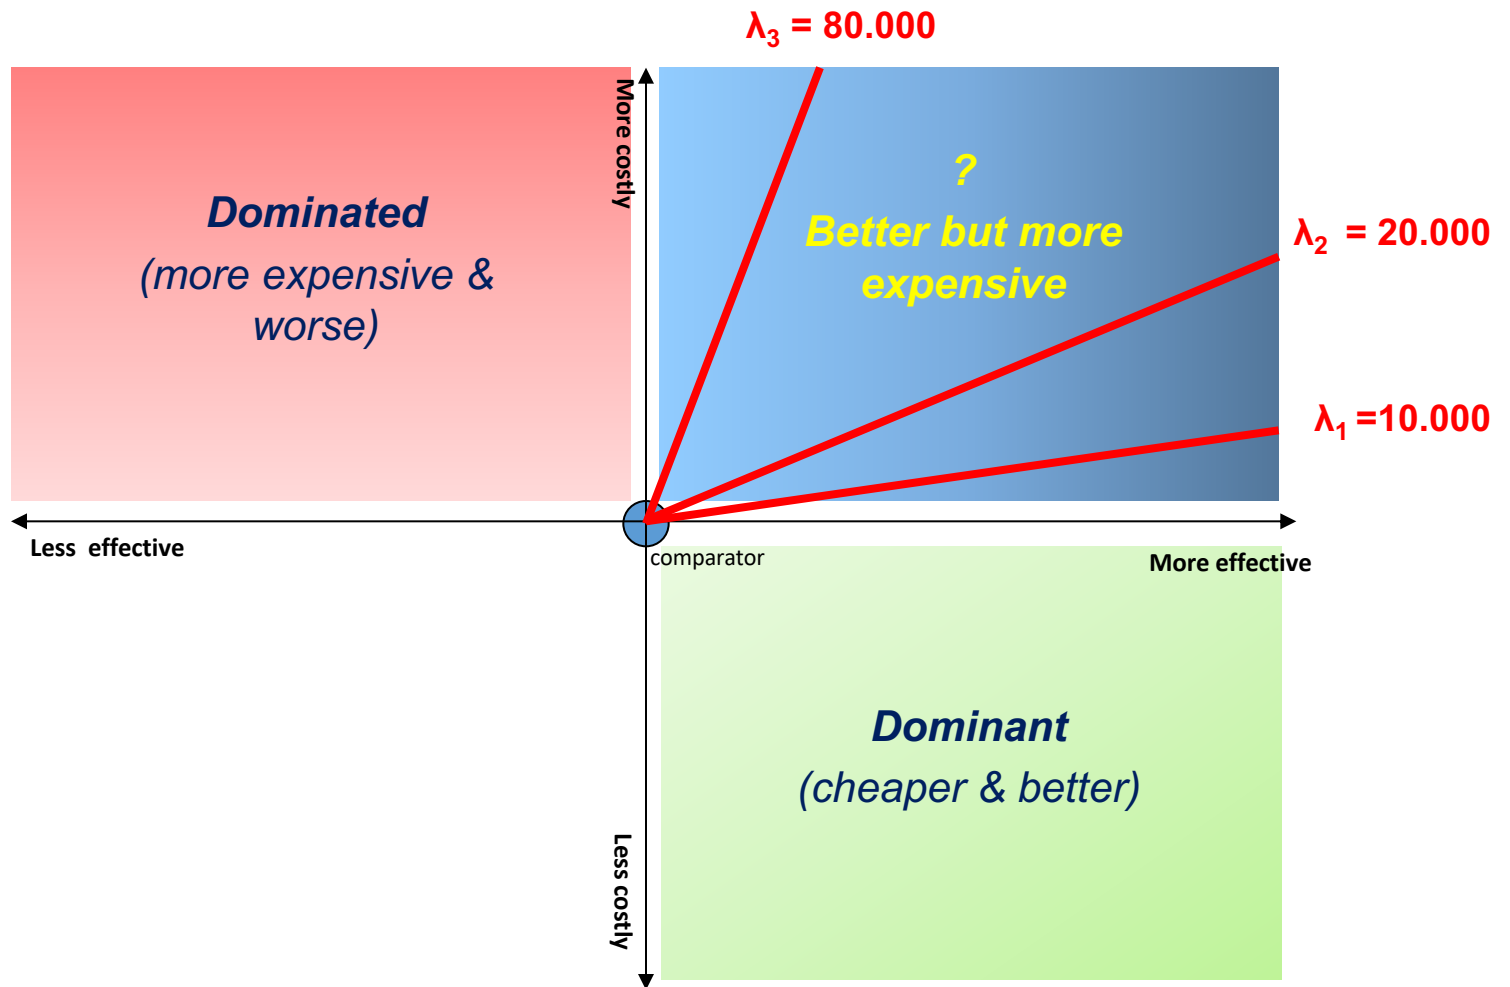 λ3 = 80.000
More costly
Dominated
(more expensive &
worse)
?
Better but more
expensive
λ2 = 20.000
λ1 =10.000
Less effective
comparator
More effective
Dominant
(cheaper & better)
Less costly